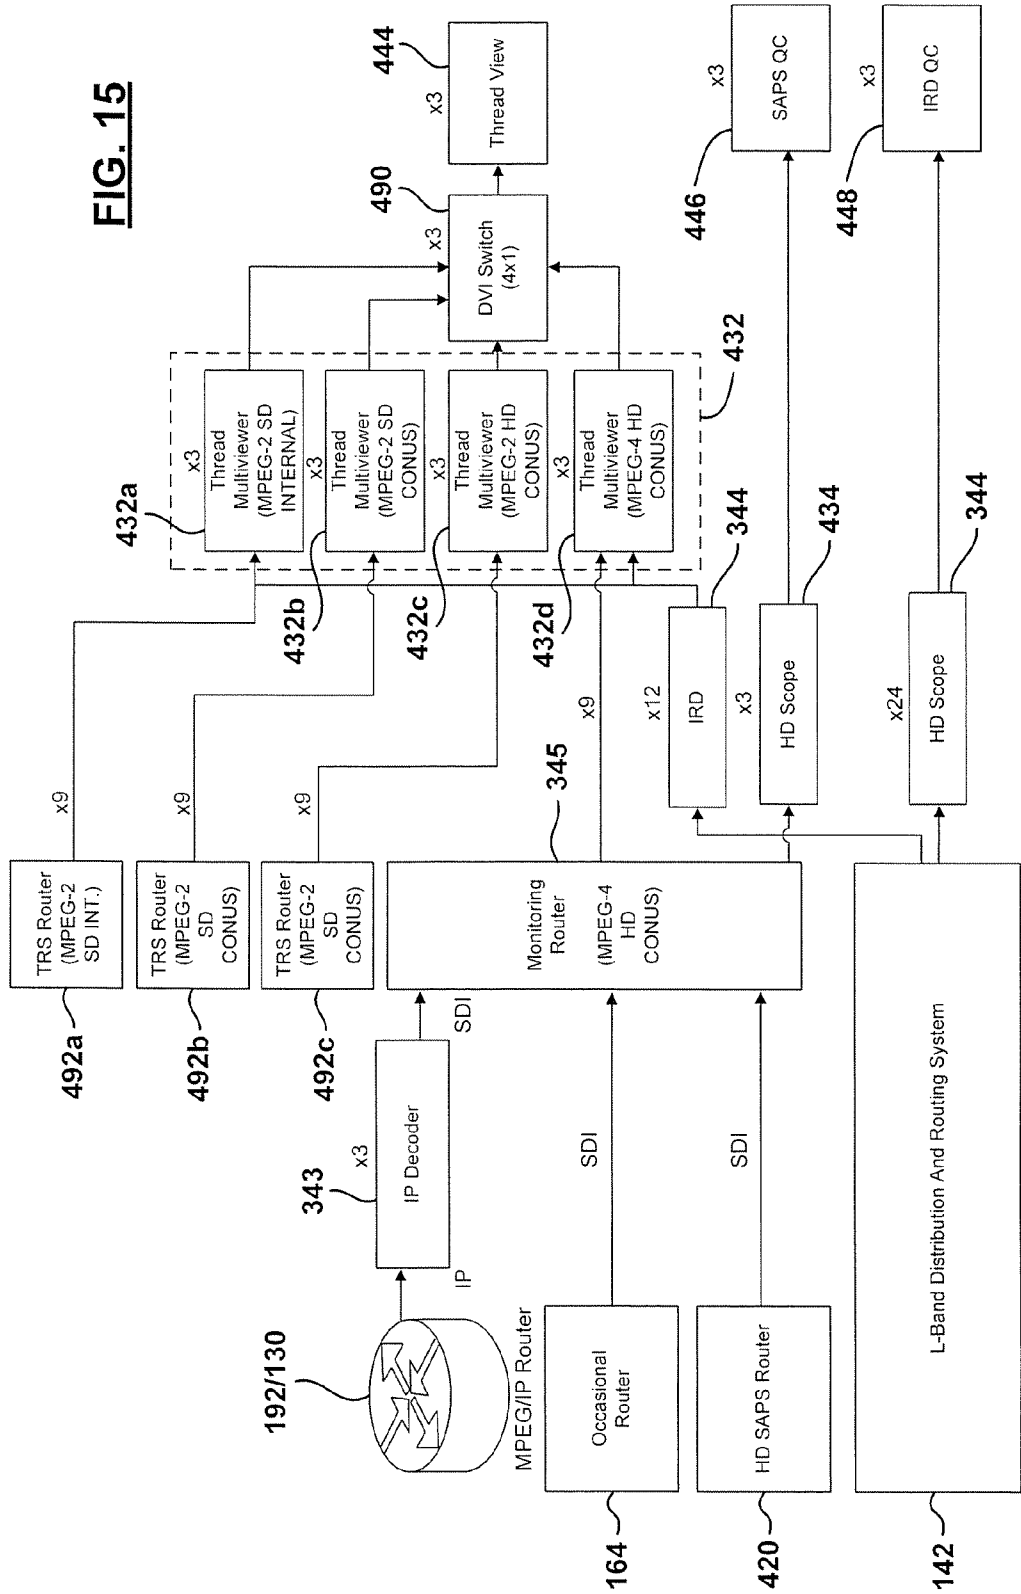 FIG. 15
492a
TRS Router
(MPEG-2
SD INT.)
x9
492b
TRS Router
(MPEG-2
SD
CONUS)
x9
492c
TRS Router
(MPEG-2
SD
CONUS)
x9
192/130
MPEG/IP Router
IP
343
x3
IP Decoder
SDI
345
Monitoring
Router
(MPEG-4
HD
CONUS)
x9
164
Occasional
Router
SDI
420
HD SAPS Router
SDI
142
L-Band Distribution And Routing System
432a
x3
Thread
Multiviewer
(MPEG-2 SD
INTERNAL)
432b
x3
Thread
Multiviewer
(MPEG-2 SD
CONUS)
432c
x3
Thread
Multiviewer
(MPEG-2 HD
CONUS)
432d
x3
Thread
Multiviewer
(MPEG-4 HD
CONUS)
432
490
x3
DVI Switch
(4x1)
444
x3
Thread View
x12
IRD
344
x3
HD Scope
434
446
x3
SAPS QC
x24
HD Scope
344
448
x3
IRD QC